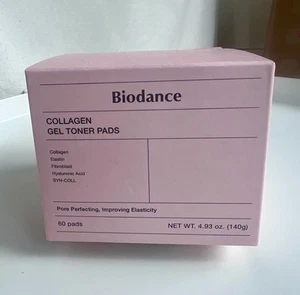 Biodance
COLLAGEN
GEL TONER PADS
Collagen
Elastin
Fibroblast
Hyaluronic Acid
SYN-COLL
Pore Perfecting, Improving Elasticity
60 pads
NET WT. 4.93 oz. (140g)